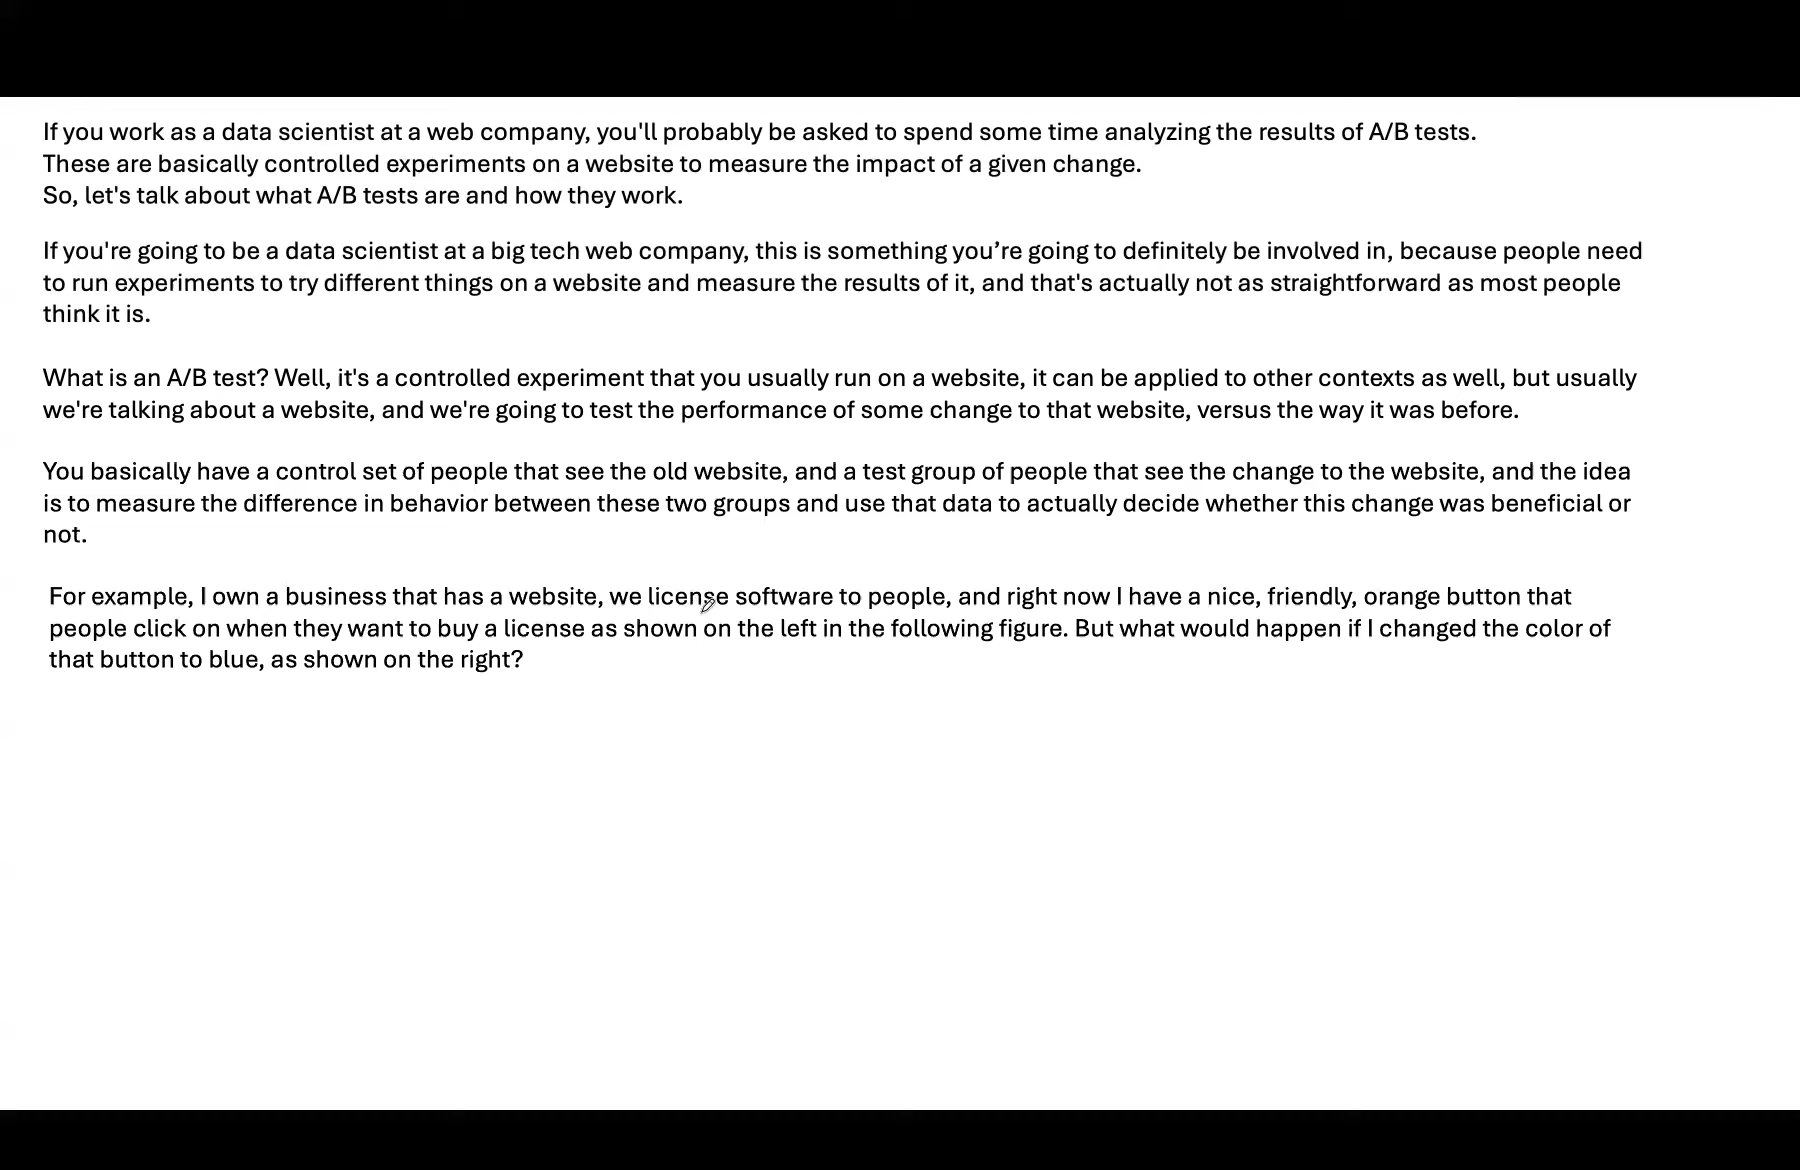 If you work as a data scientist at a web company, you'll probably be asked to spend some time analyzing the results of A/B tests.
These are basically controlled experiments on a website to measure the impact of a given change.
So, let's talk about what A/B tests are and how they work.
If you're going to be a data scientist at a big tech web company, this is something you’re going to definitely be involved in, because people need
to run experiments to try different things on a website and measure the results of it, and that's actually not as straightforward as most people
think it is.
What is an A/B test? Well, it's a controlled experiment that you usually run on a website, it can be applied to other contexts as well, but usually
we're talking about a website, and we're going to test the performance of some change to that website, versus the way it was before.
You basically have a control set of people that see the old website, and a test group of people that see the change to the website, and the idea
is to measure the difference in behavior between these two groups and use that data to actually decide whether this change was beneficial or
not.
For example, I own a business that has a website, we license software to people, and right now I have a nice, friendly, orange button that
people click on when they want to buy a license as shown on the left in the following figure. But what would happen if I changed the color of
that button to blue, as shown on the right?